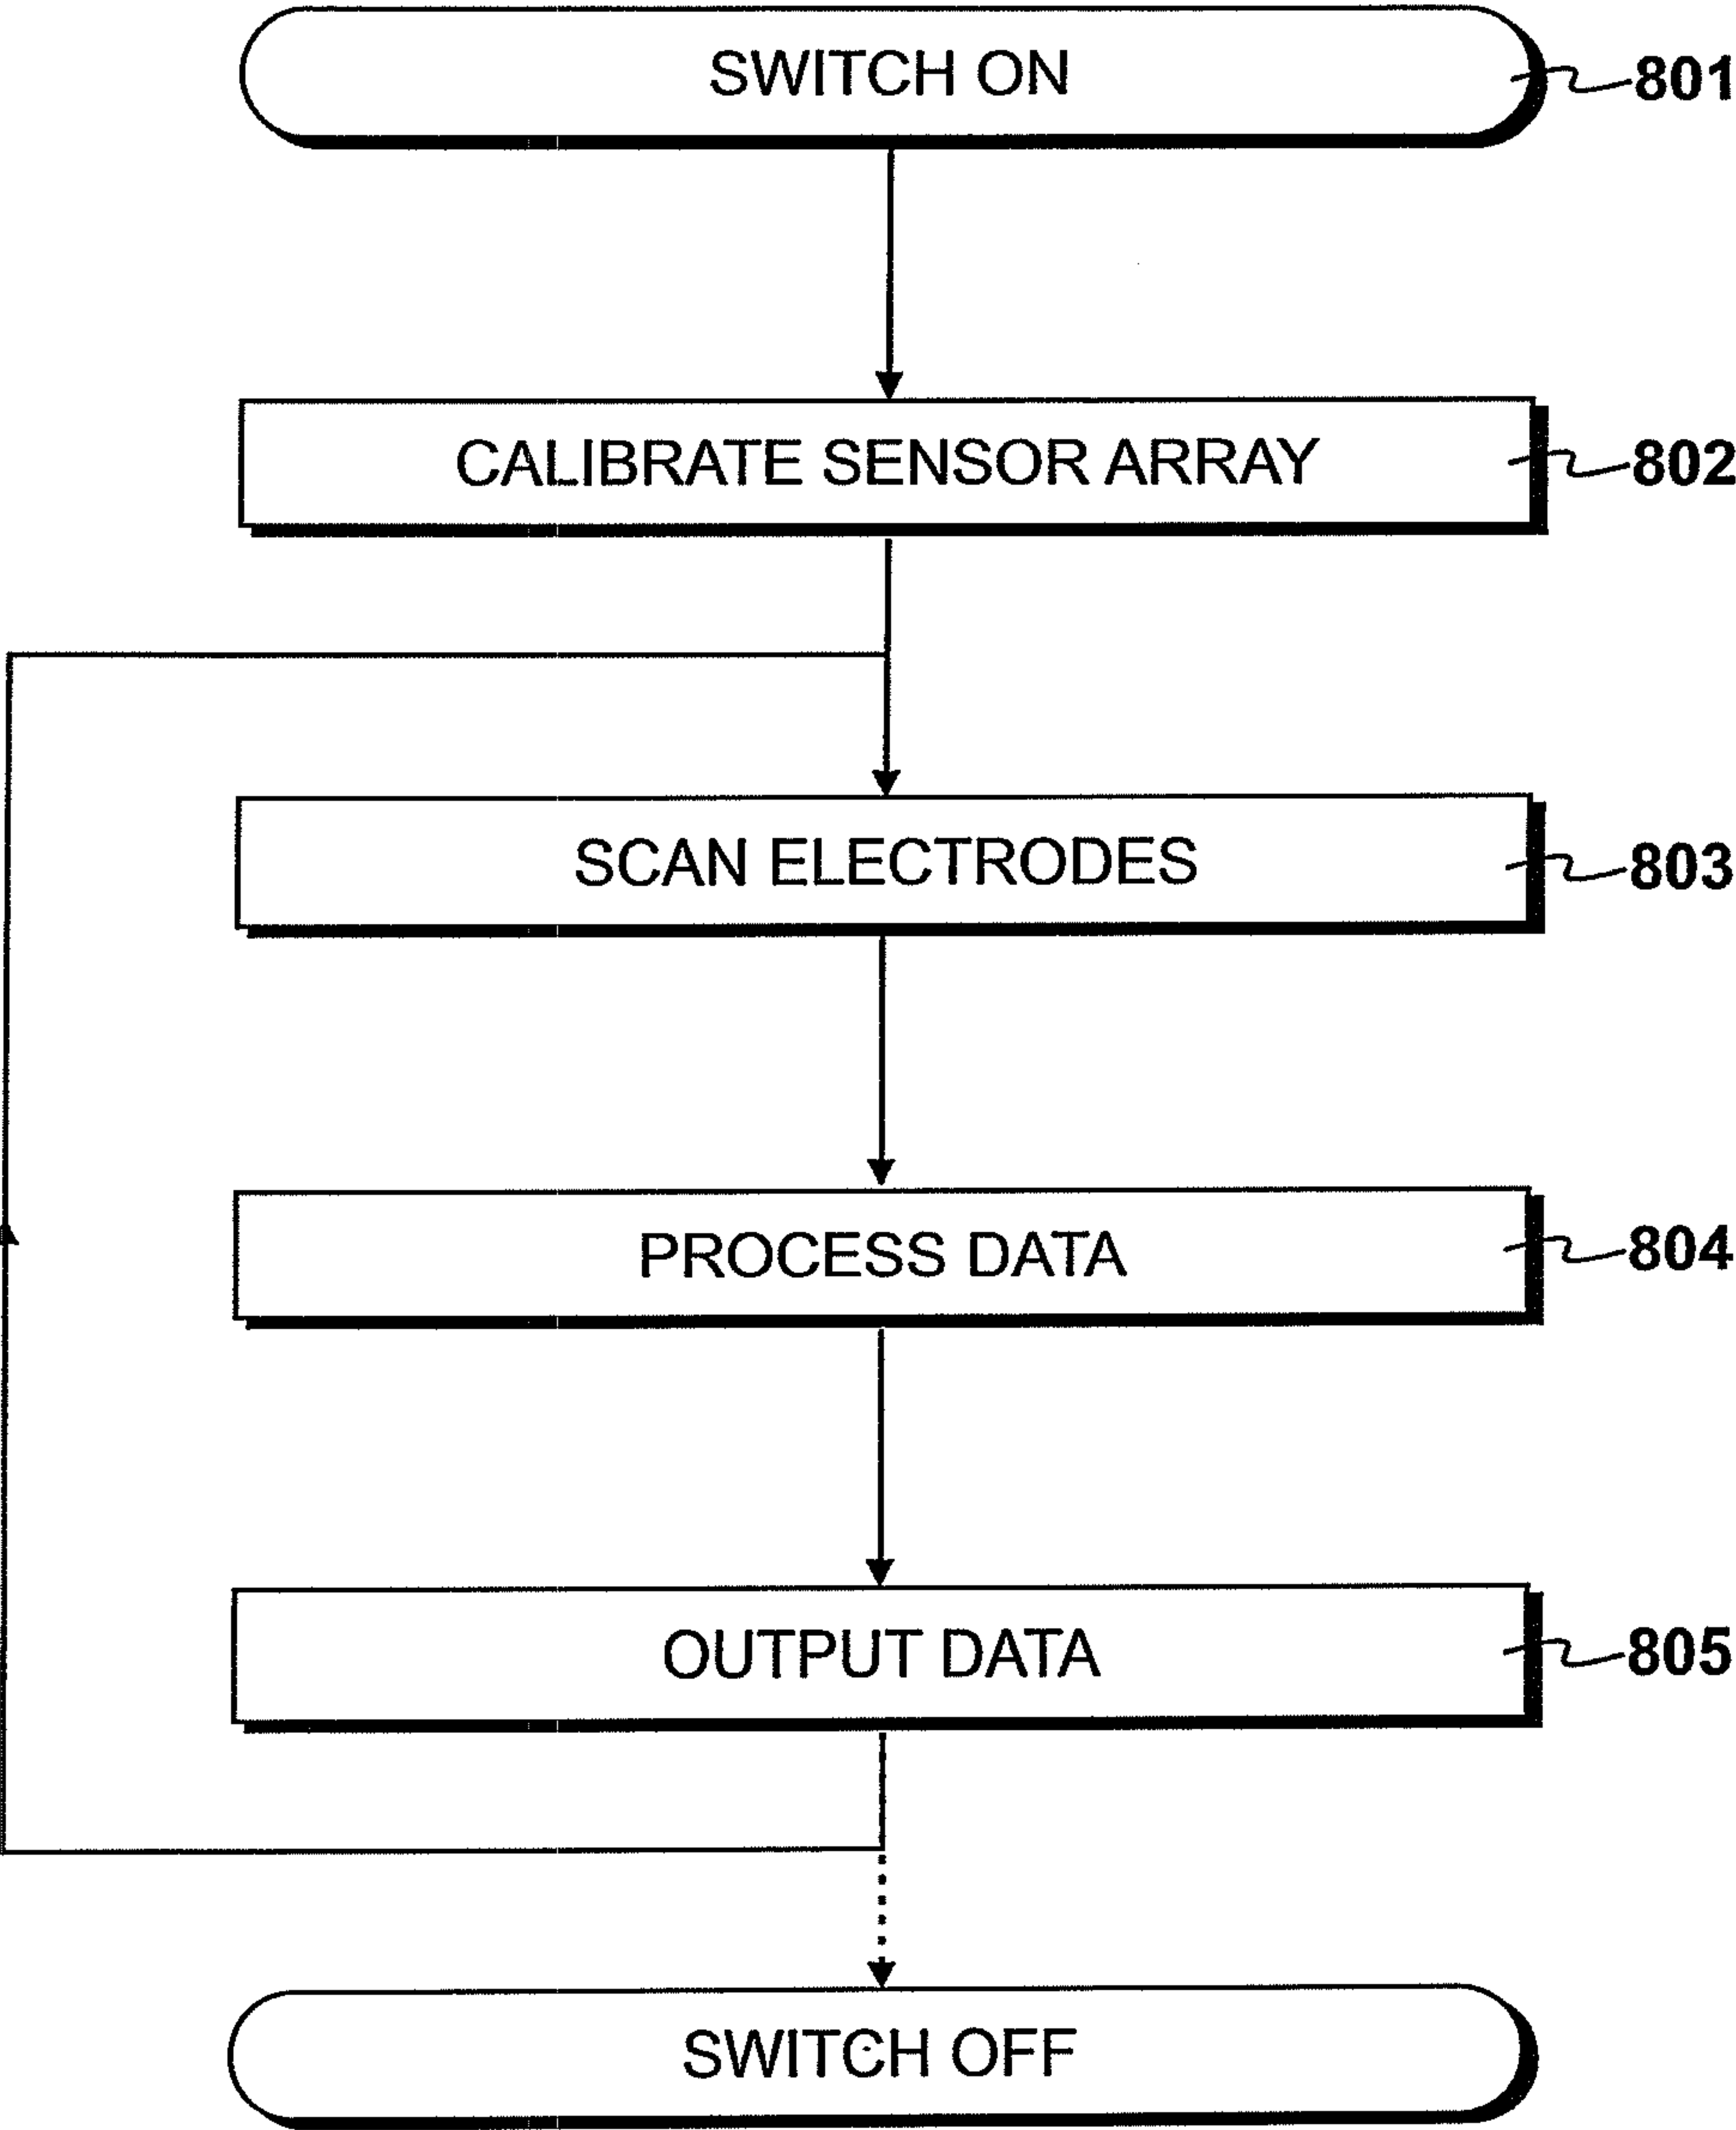 SWITCH ON 801
CALIBRATE SENSOR ARRAY 802
SCAN ELECTRODES 803
PROCESS DATA 804
OUTPUT DATA 805
SWITCH OFF